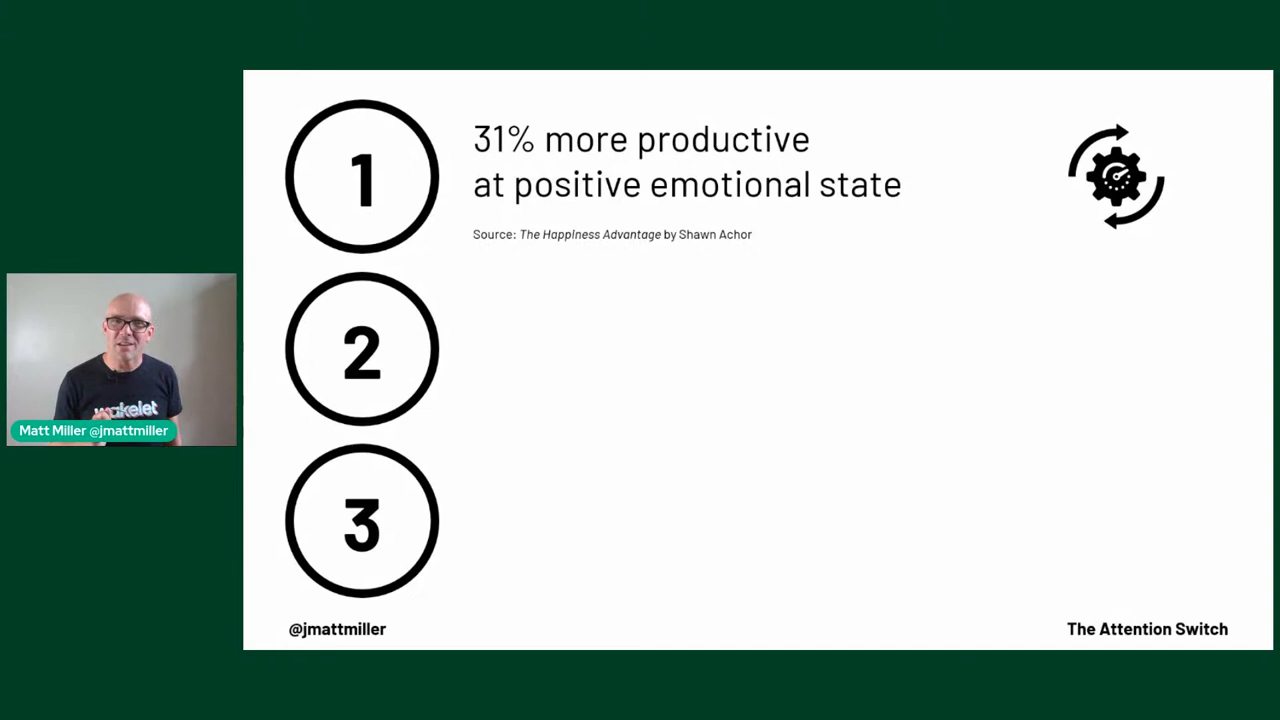 1
31% more productive
at positive emotional state
Source: The Happiness Advantage by Shawn Achor
2
wakelet
Matt Miller @jmattmiller
3
@jmattmiller
The Attention Switch